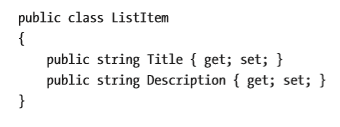 public class ListItem
{
    public string Title { get; set; }
    public string Description { get; set; }
}